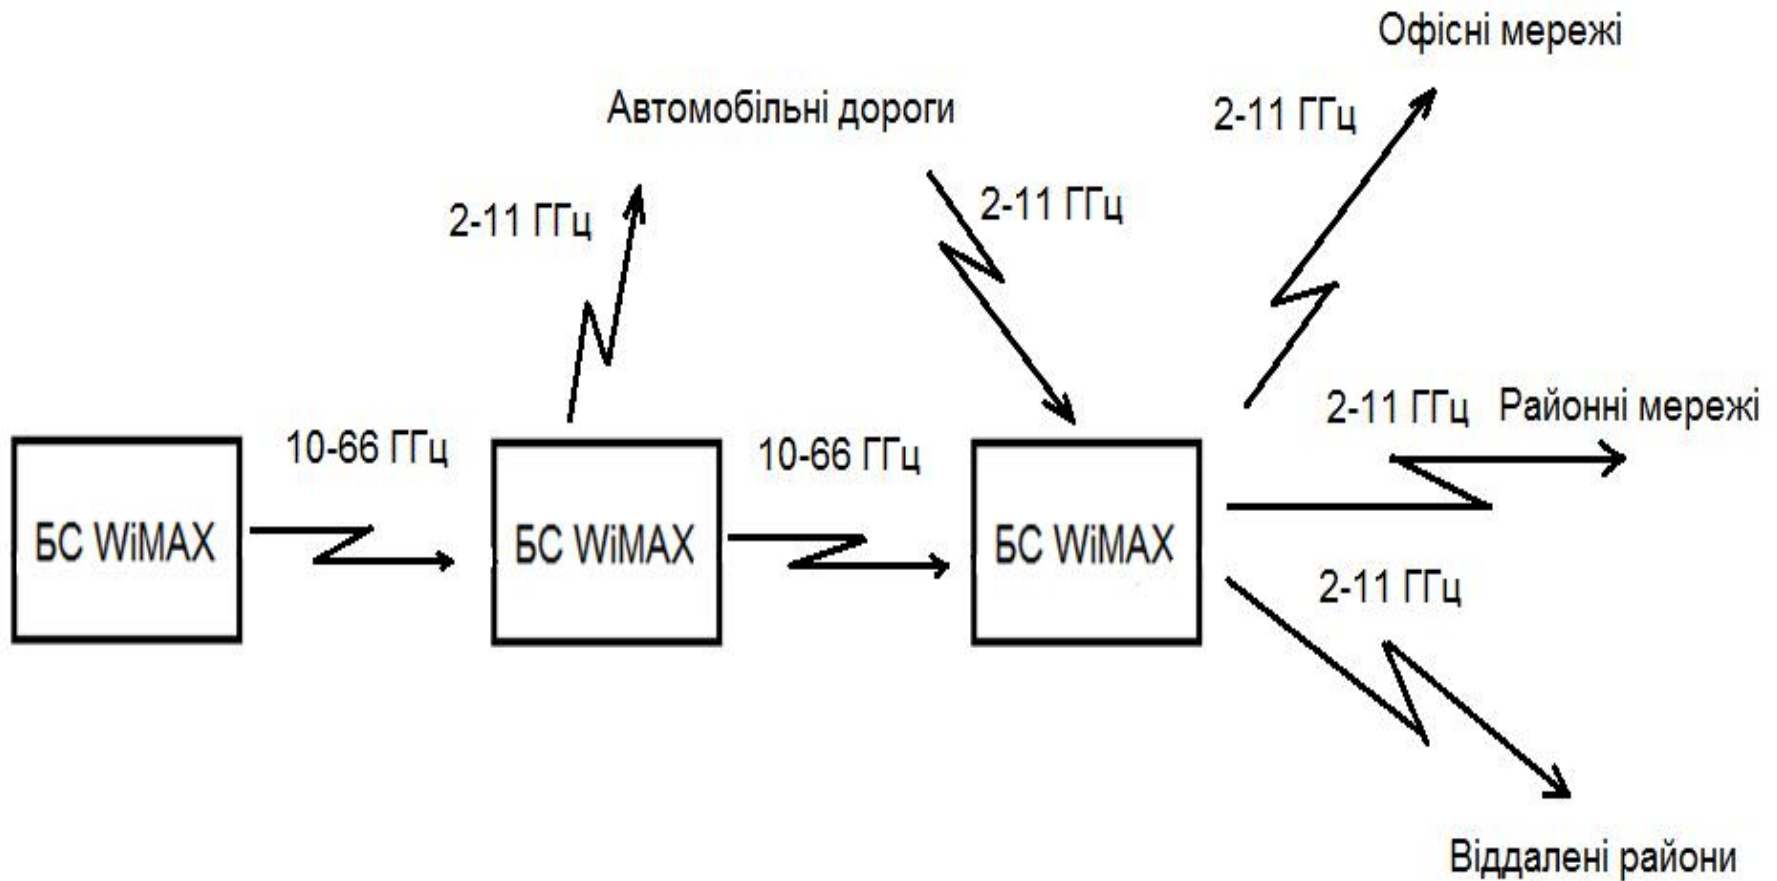 Офісні мережі
Автомобільні дороги
2-11 ГГц
2-11 ГГц
2-11 ГГц
10-66 ГГц
10-66 ГГц
2-11 ГГц
Районні мережі
БС WiMAX
БС WiMAX
БС WiMAX
2-11 ГГц
Віддалені райони